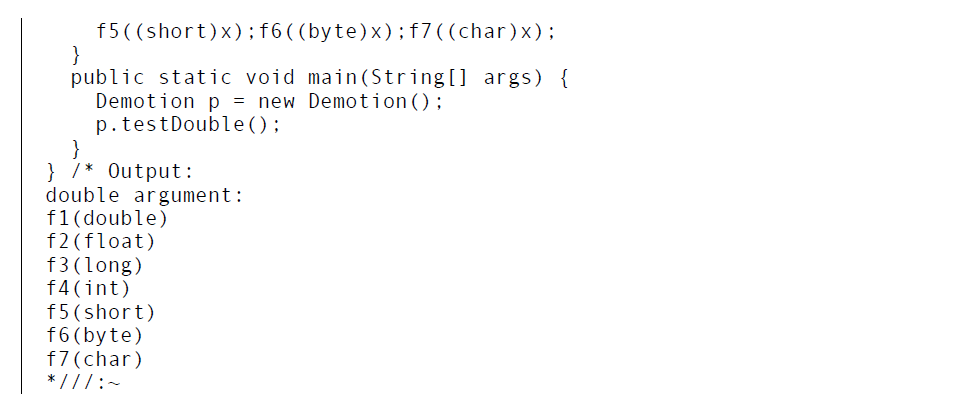 f5((short)x);f6((byte)x);f7((char)x);
}
public static void main(String[] args) {
Demotion p = new Demotion();
p.testDouble();
}
} /* Output:
double argument:
f1(double)
f2(float)
f3(long)
f4(int)
f5(short)
f6(byte)
f7(char)
*///:~